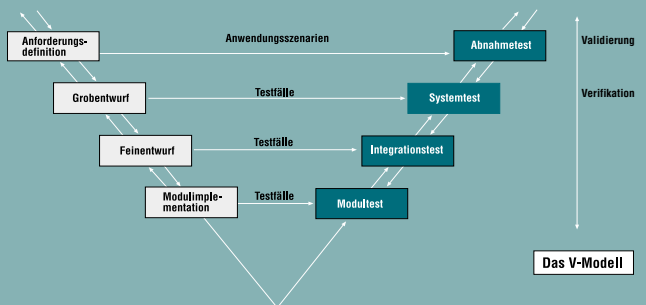 Anforderungs-
definition
Anwendungsszenarien
Abnahmetest
Validierung
Grobentwurf
Testfälle
Systemtest
Verifikation
Feinentwurf
Testfälle
Integrationstest
Modulimple-
mentation
Testfälle
Modultest
Das V-Modell